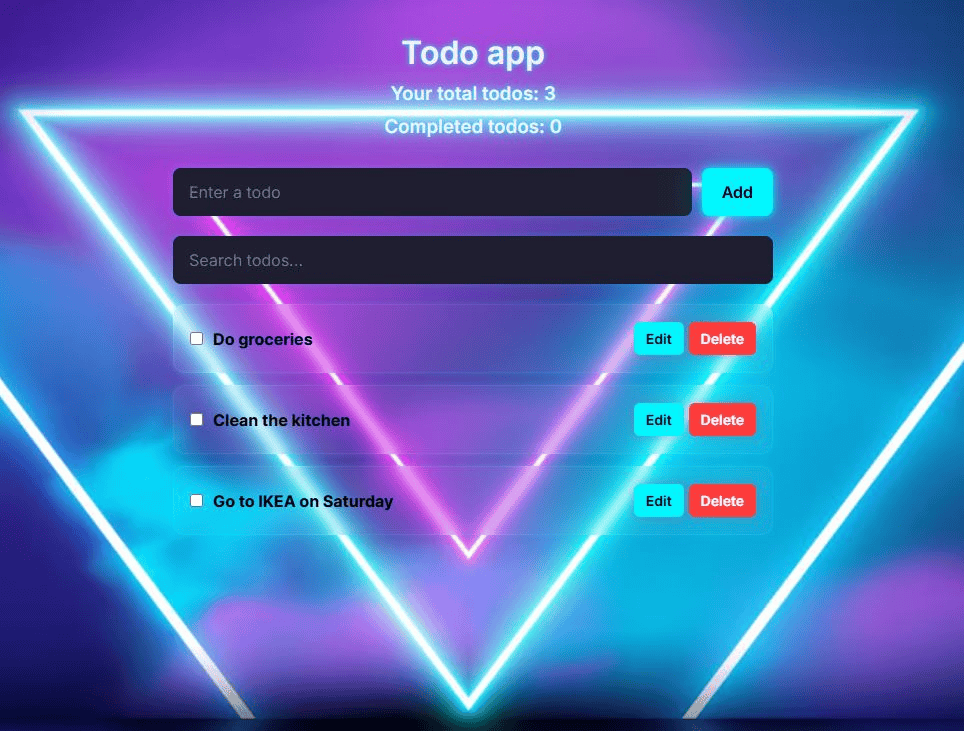 Todo app
Your total todos: 3
Completed todos: 0
Enter a todo Add
Search todos...
Do groceries Edit Delete
Clean the kitchen Edit Delete
Go to IKEA on Saturday Edit Delete